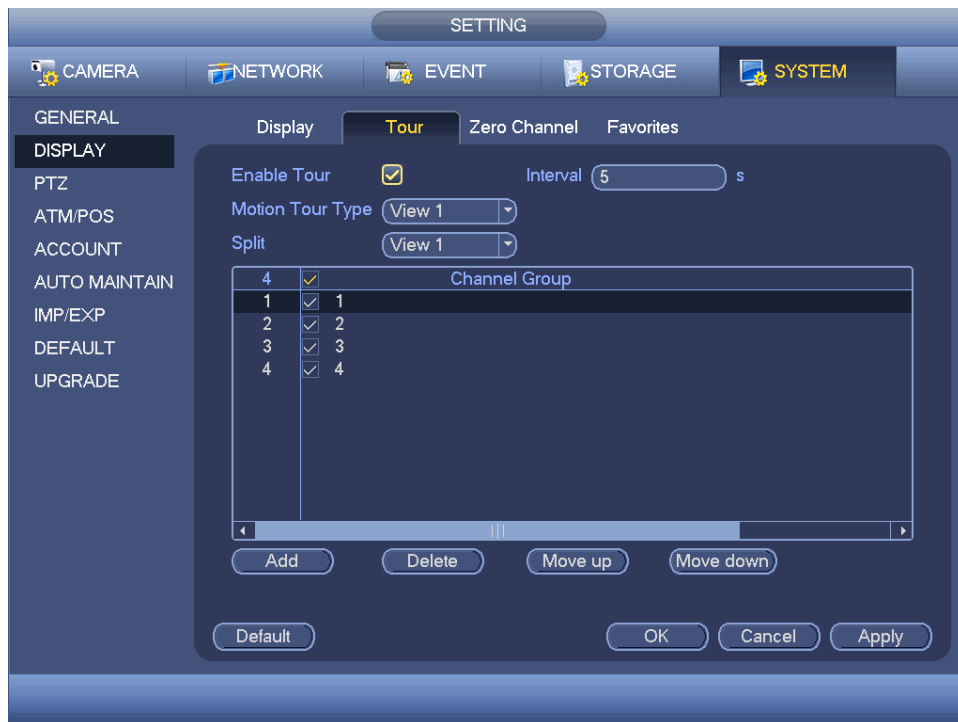 SETTING
CAMERA NETWORK EVENT STORAGE SYSTEM
GENERAL
DISPLAY
PTZ
ATM/POS
ACCOUNT
AUTO MAINTAIN
IMP/EXP
DEFAULT
UPGRADE
Display Tour Zero Channel Favorites
Enable Tour Interval 5 s
Motion Tour Type View 1
Split View 1
4 Channel Group
1 1
2 2
3 3
4 4
Add Delete Move up Move down
Default OK Cancel Apply